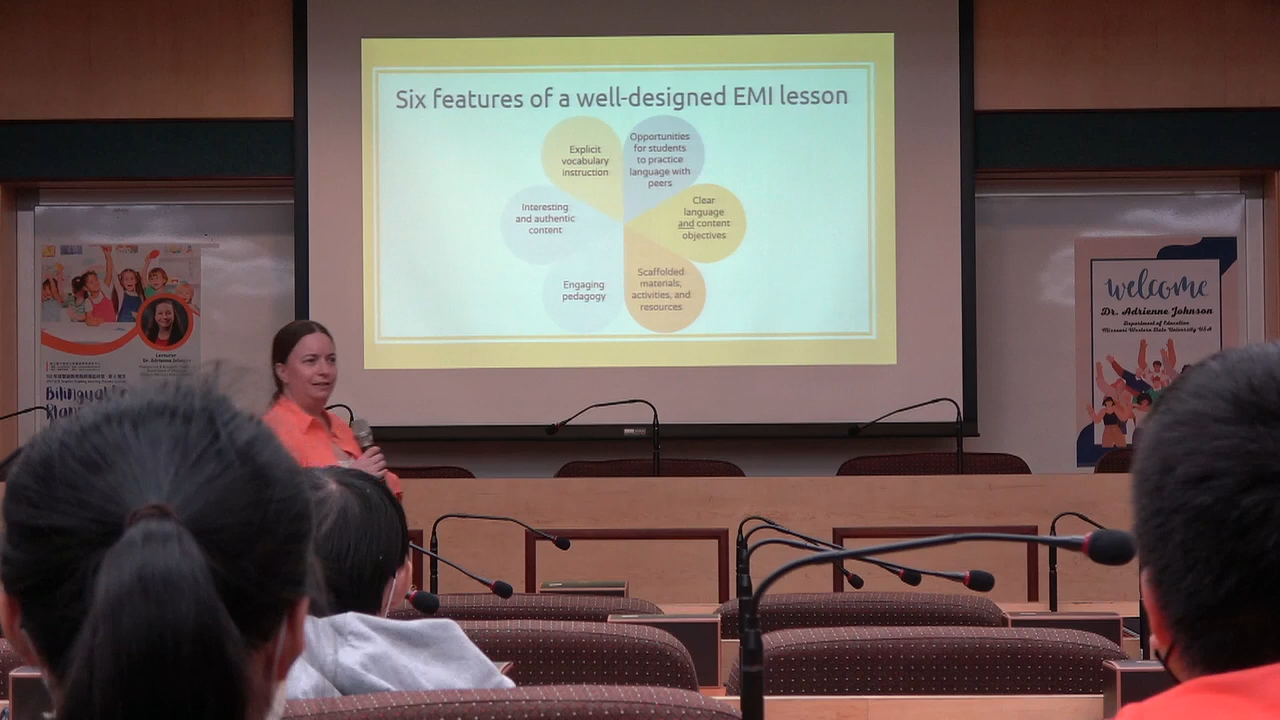 Six features of a well-designed EMI lesson
Explicit
vocabulary
instruction
Opportunities
for students
to practice
language with
peers
Interesting
and authentic
content
Clear
language
and content
objectives
Engaging
pedagogy
Scaffolded
materials,
activities, and
resources
welcome
Dr. Adrienne Johnson
Department of Education
Missouri Western State University USA
Lecturer
Dr. Adrienne Johnson
Bilingual